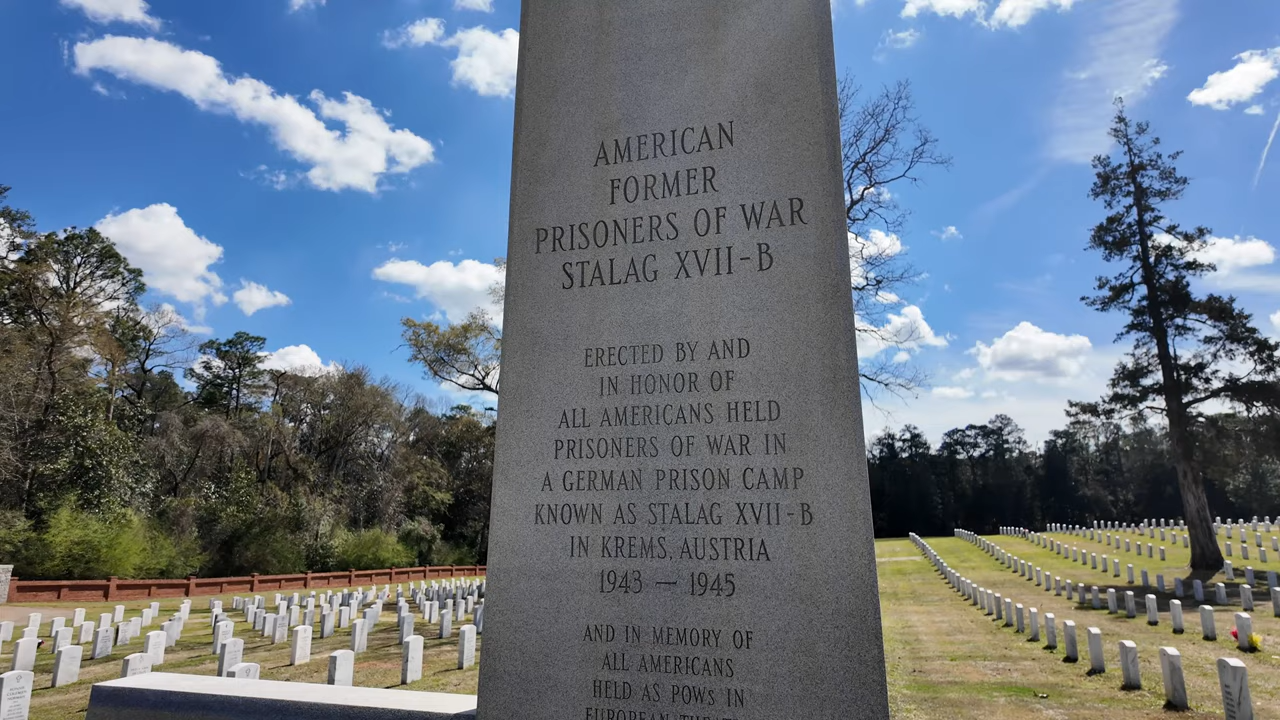 AMERICAN
FORMER
PRISONERS OF WAR
STALAG XVII-B
ERECTED BY AND
IN HONOR OF
ALL AMERICANS HELD
PRISONERS OF WAR IN
A GERMAN PRISON CAMP
KNOWN AS STALAG XVII-B
IN KREMS, AUSTRIA
1943 — 1945
AND IN MEMORY OF
ALL AMERICANS
HELD AS POWS IN
EUROPEAN